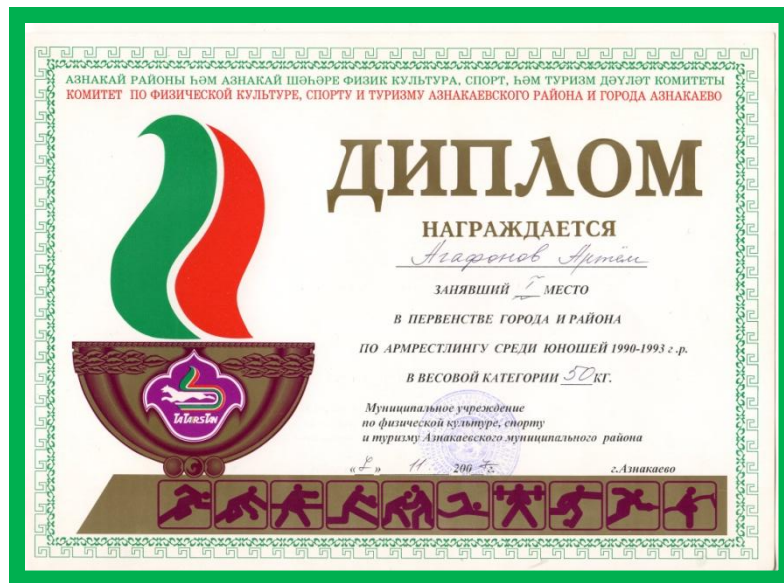 АЗНАКАЙ РАЙОНЫ ҺӘМ АЗНАКАЙ ШӘҺӘРЕ ФИЗИК КУЛЬТУРА, СПОРТ, ҺӘМ ТУРИЗМ ДӘҮЛӘТ КОМИТЕТЫ
КОМИТЕТ ПО ФИЗИЧЕСКОЙ КУЛЬТУРЕ, СПОРТУ И ТУРИЗМУ АЗНАКАЕВСКОГО РАЙОНА И ГОРОДА АЗНАКАЕВО
ДИПЛОМ
НАГРАЖДАЕТСЯ
Агафонов Артём
ЗАНЯВШИЙ I МЕСТО
В ПЕРВЕНСТВЕ ГОРОДА И РАЙОНА
ПО АРМРЕСТЛИНГУ СРЕДИ ЮНОШЕЙ 1990-1993 г.р.
В ВЕСОВОЙ КАТЕГОРИИ 50 КГ.
TATARSTAN
Муниципальное учреждение
по физической культуре, спорту
и туризму Азнакаевского муниципального района
11 200 г.Азнакаево